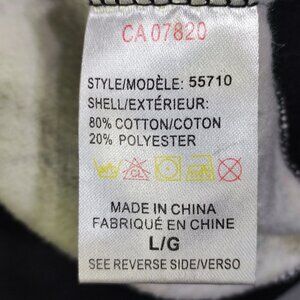 CA 07820
STYLE/MODÈLE: 55710
SHELL/EXTÉRIEUR:
80% COTTON/COTON
20% POLYESTER
CL
MADE IN CHINA
FABRIQUÉ EN CHINE
L/G
SEE REVERSE SIDE/VERSO